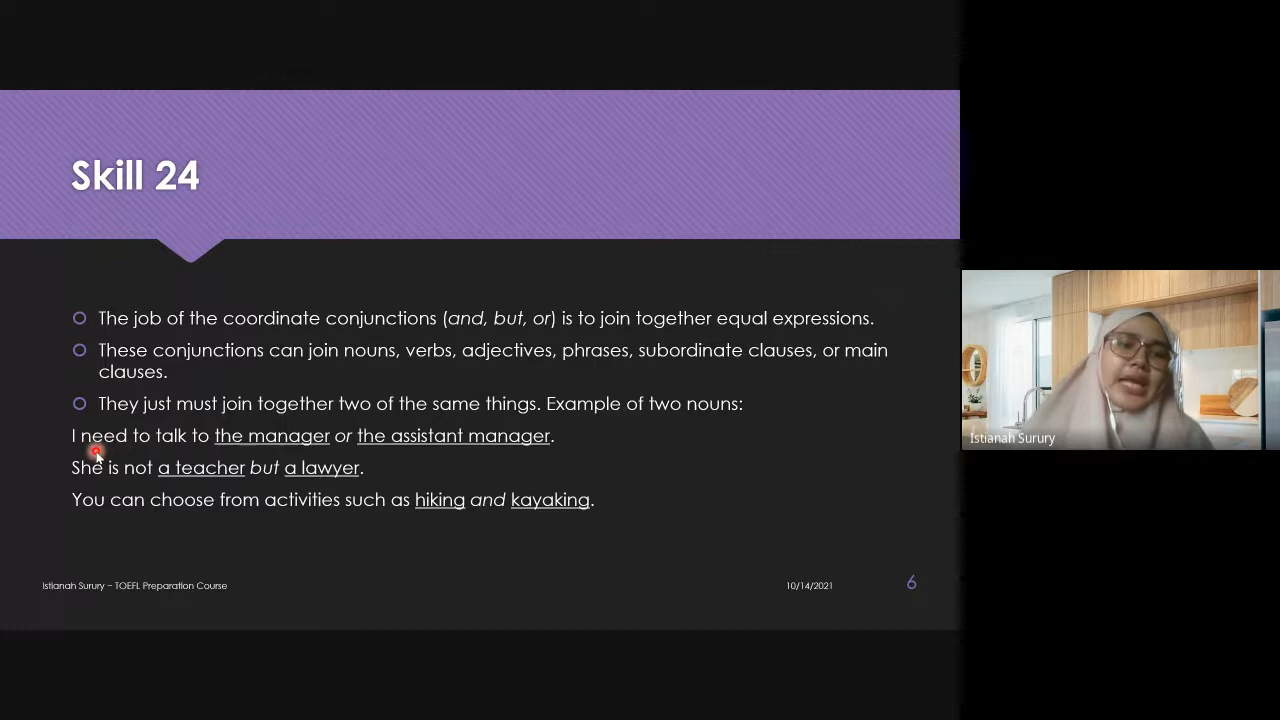 Skill 24
The job of the coordinate conjunctions (and, but, or) is to join together equal expressions.
These conjunctions can join nouns, verbs, adjectives, phrases, subordinate clauses, or main
clauses.
They just must join together two of the same things. Example of two nouns:
I need to talk to the manager or the assistant manager.
She is not a teacher but a lawyer.
You can choose from activities such as hiking and kayaking.
Istianah Surury – TOEFL Preparation Course
10/14/2021
6
Istianah Surury